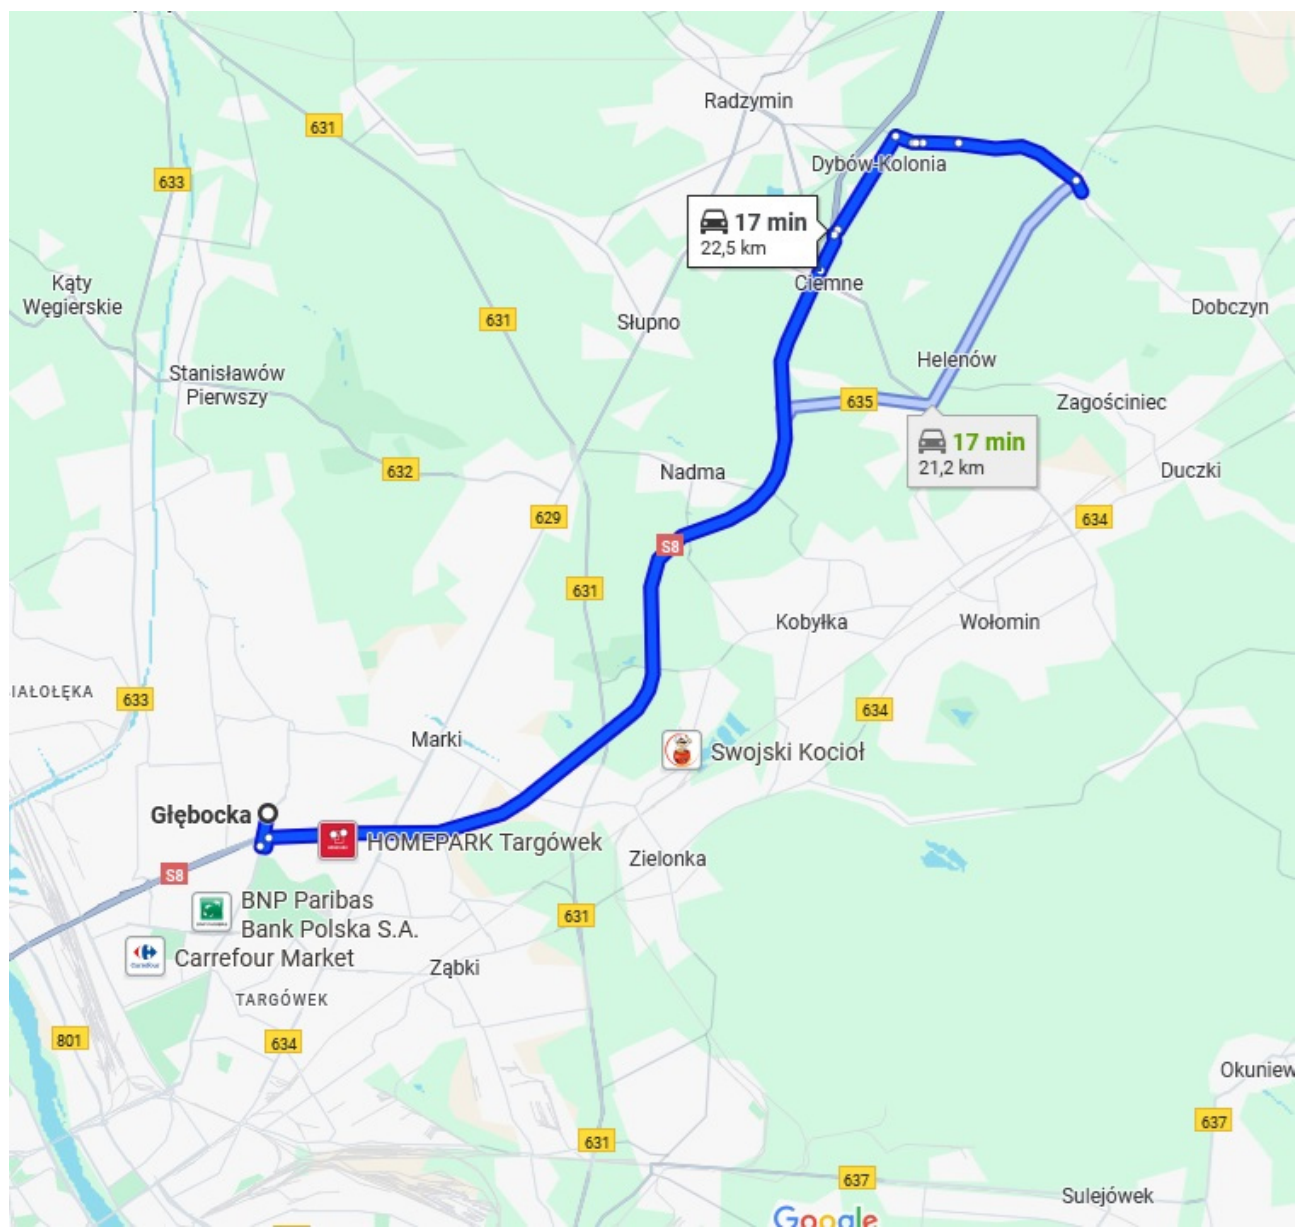 Radzymin
631
633
Dybów-Kolonia
17 min
22,5 km
Ciemne
Kąty
Węgierskie
631
Słupno
Dobczyn
Stanisławów
Pierwszy
Helenów
635
Zagościniec
17 min
21,2 km
632
Nadma
Duczki
629
634
S8
631
Kobyłka
Wołomin
IAŁOŁĘKA
633
634
Marki
Swojski Kocioł
Głębocka
HOMEPARK Targówek
Zielonka
S8
BNP Paribas
Bank Polska S.A.
631
Carrefour Market
Ząbki
TARGÓWEK
801
634
Okuniew
637
631
637
Sulejówek
Google